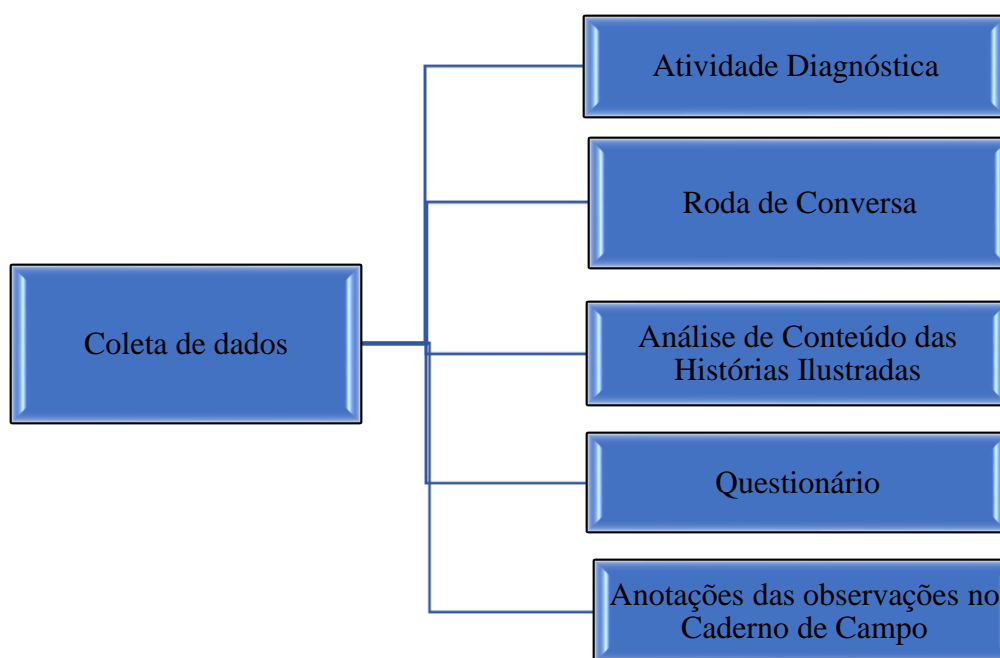 Atividade Diagnóstica
Roda de Conversa
Coleta de dados
Análise de Conteúdo das
Histórias Ilustradas
Questionário
Anotações das observações no
Caderno de Campo